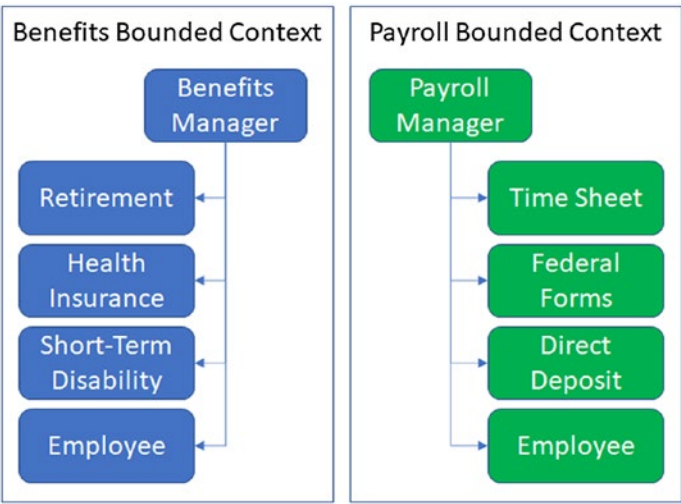 Benefits Bounded Context
Benefits
Manager
Retirement
Health
Insurance
Short-Term
Disability
Employee
Payroll Bounded Context
Payroll
Manager
Time Sheet
Federal
Forms
Direct
Deposit
Employee